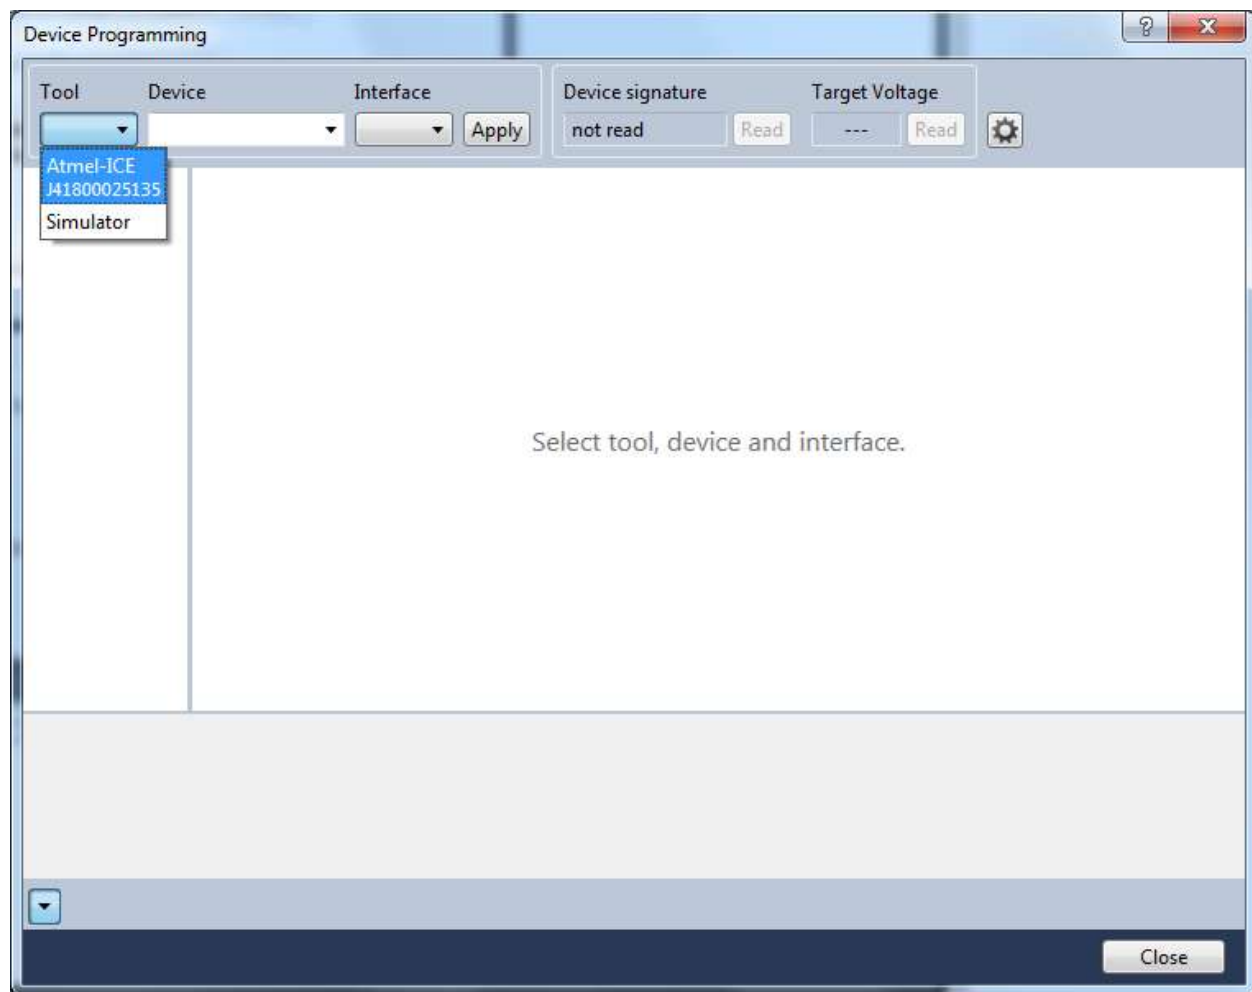 Device Programming
Tool Device Interface Device signature Target Voltage
Apply not read Read --- Read
Atmel-ICE
J41800025135
Simulator
Select tool, device and interface.
Close